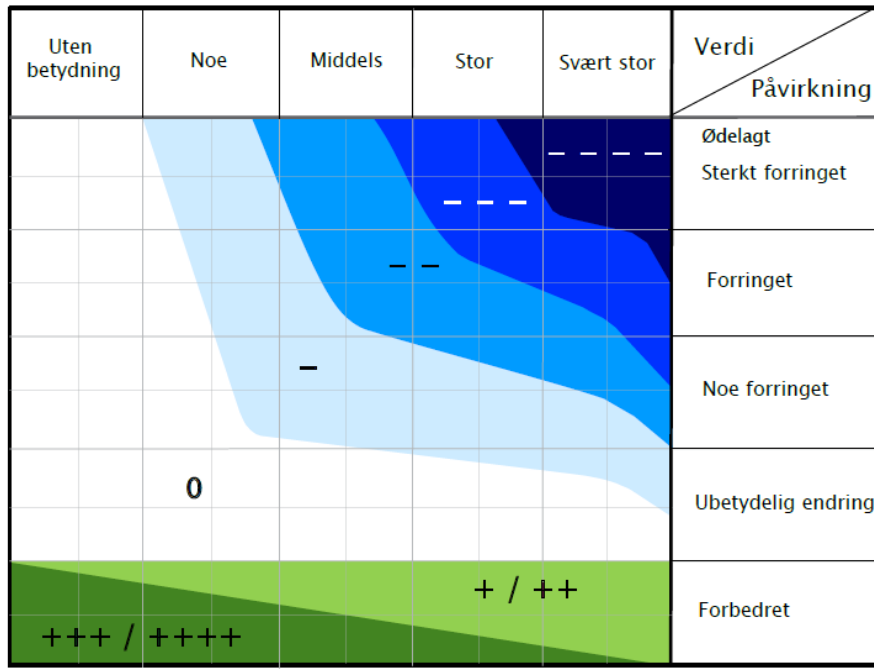 Uten
betydning
Noe
Middels
Stor
Svært stor
Verdi
Påvirkning
– – – –
Ødelagt
Sterkt forringet
– – –
– –
Forringet
–
Noe forringet
0
Ubetydelig endring
+ / ++
Forbedret
+++ / ++++